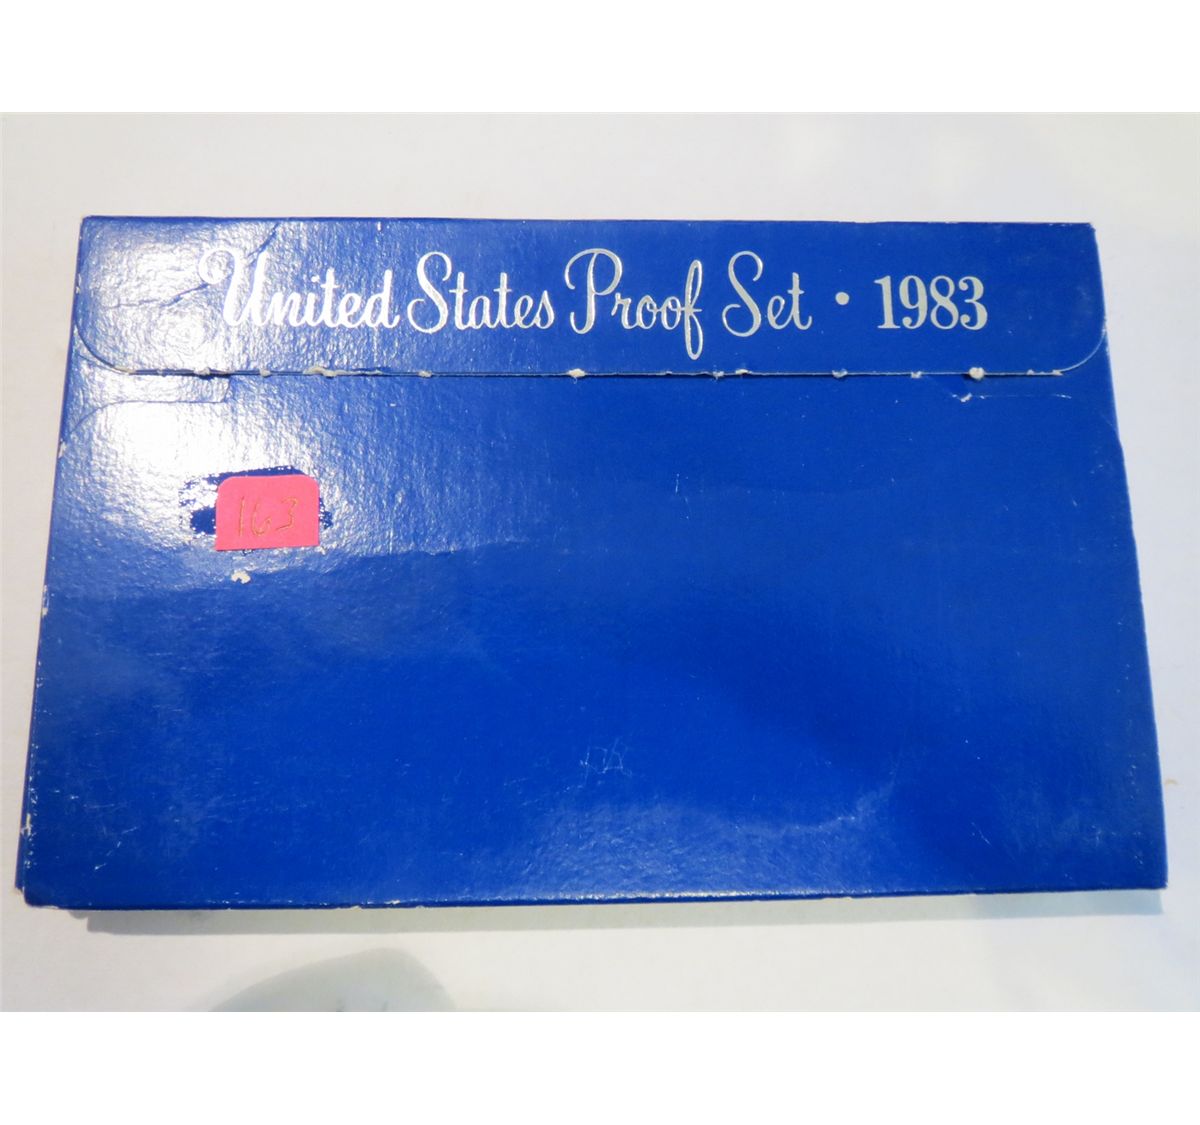 United States Proof Set · 1983
163